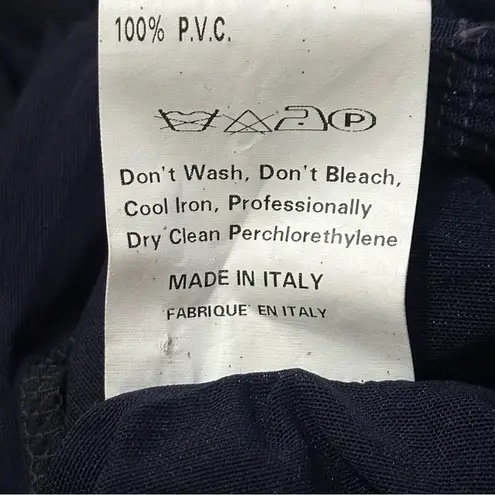 100% P.V.C.
P
Don't Wash, Don't Bleach,
Cool Iron, Professionally
Dry Clean Perchlorethylene
MADE IN ITALY
FABRIQUE EN ITALY